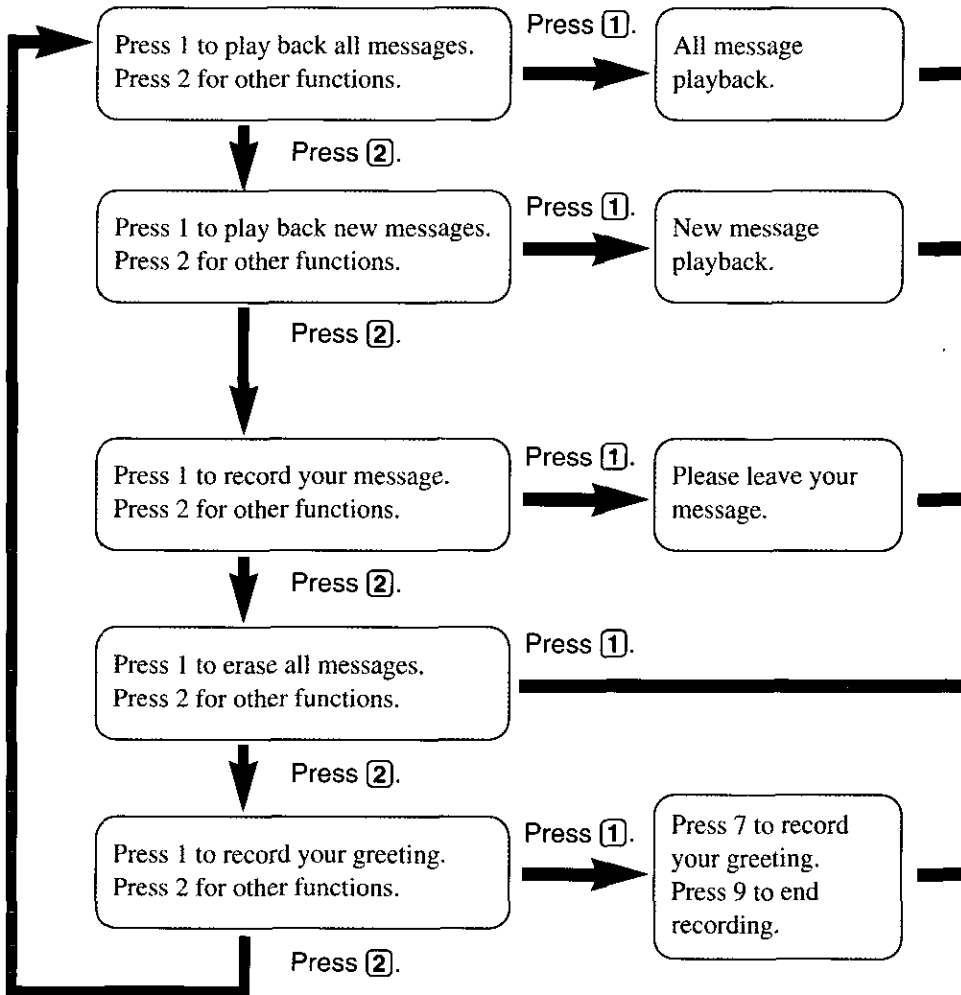 Press 1.
Press 1 to play back all messages.
Press 2 for other functions.
All message
playback.
Press 2.
Press 1.
Press 1 to play back new messages.
Press 2 for other functions.
New message
playback.
Press 2.
Press 1.
Press 1 to record your message.
Press 2 for other functions.
Please leave your
message.
Press 2.
Press 1.
Press 1 to erase all messages.
Press 2 for other functions.
Press 2.
Press 1.
Press 1 to record your greeting.
Press 2 for other functions.
Press 7 to record
your greeting.
Press 9 to end
recording.
Press 2.